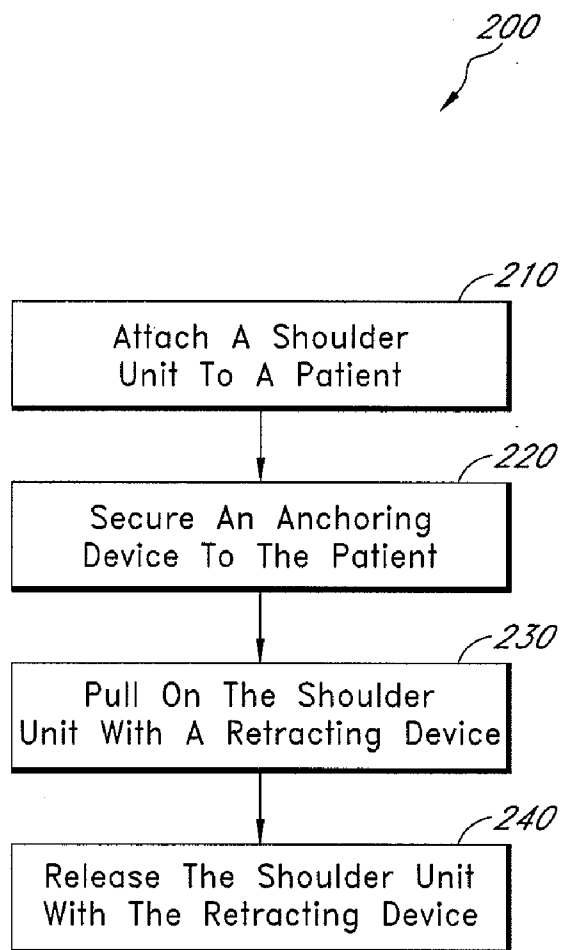 200
210
Attach A Shoulder
Unit To A Patient
220
Secure An Anchoring
Device To The Patient
230
Pull On The Shoulder
Unit With A Retracting Device
240
Release The Shoulder Unit
With The Retracting Device